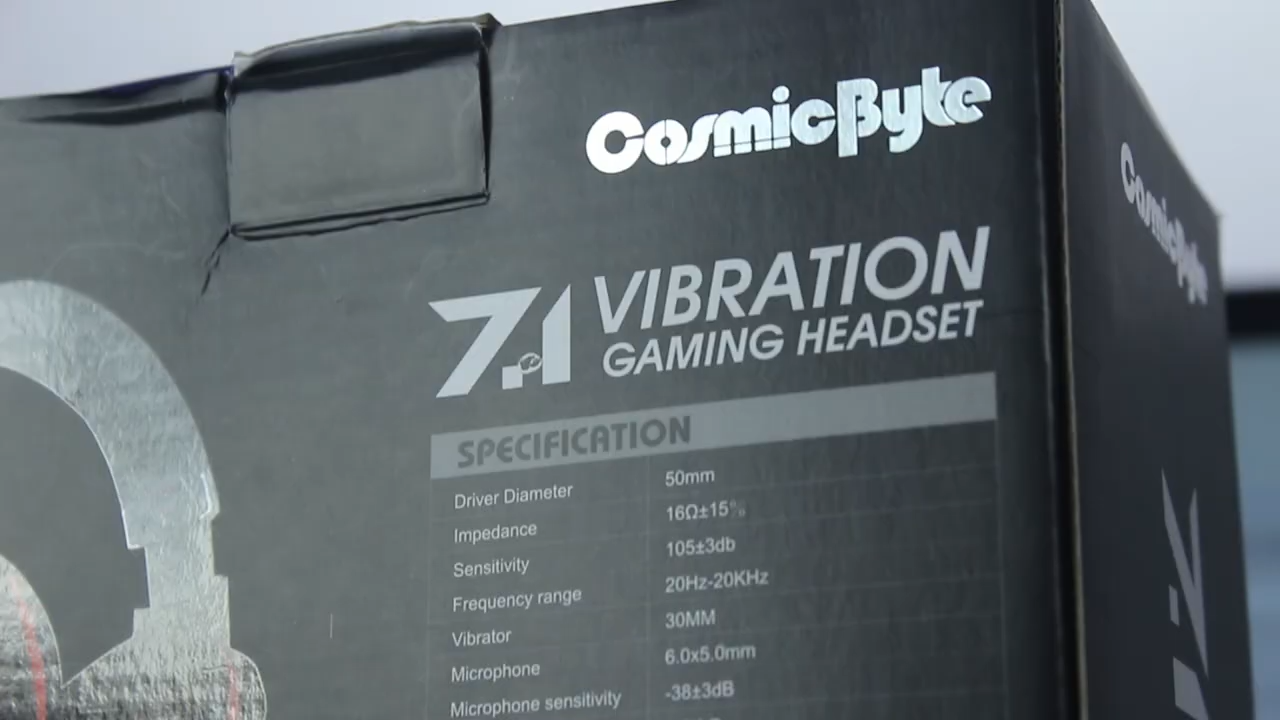 CosmicByte
7.1 VIBRATION
GAMING HEADSET
SPECIFICATION
Driver Diameter 50mm
Impedance 16Ω±15%
Sensitivity 105±3db
Frequency range 20Hz-20KHz
Vibrator 30MM
Microphone 6.0x5.0mm
Microphone sensitivity -38±3dB
CosmicByte